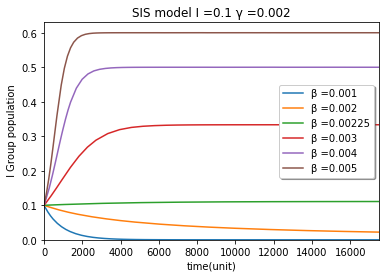 SIS model I =0.1 γ =0.002
I Group population
0.6
0.5
0.4
0.3
0.2
0.1
0.0
β =0.001
β =0.002
β =0.00225
β =0.003
β =0.004
β =0.005
0 2000 4000 6000 8000 10000 12000 14000 16000
time(unit)